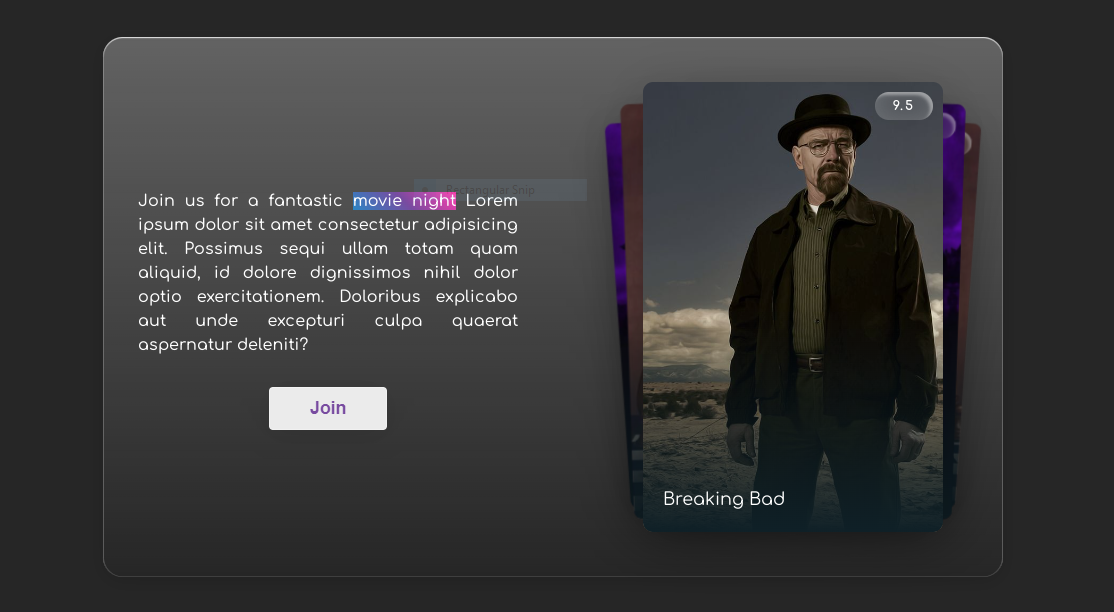 9.5
Rectangular Snip
Join us for a fantastic movie night Lorem
ipsum dolor sit amet consectetur adipisicing
elit. Possimus sequi ullam totam quam
aliquid, id dolore dignissimos nihil dolor
optio exercitationem. Doloribus explicabo
aut unde excepturi culpa quaerat
aspernatur deleniti?
Join
Breaking Bad